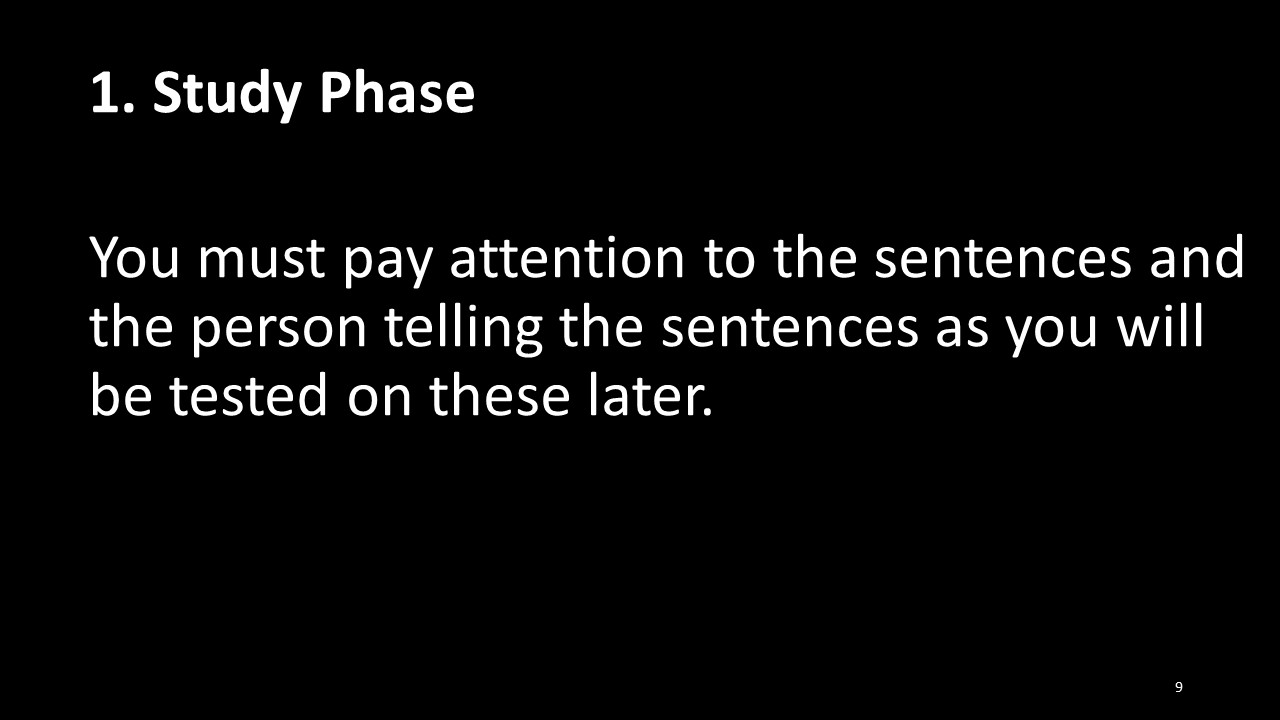 1. Study Phase
You must pay attention to the sentences and
the person telling the sentences as you will
be tested on these later.
9